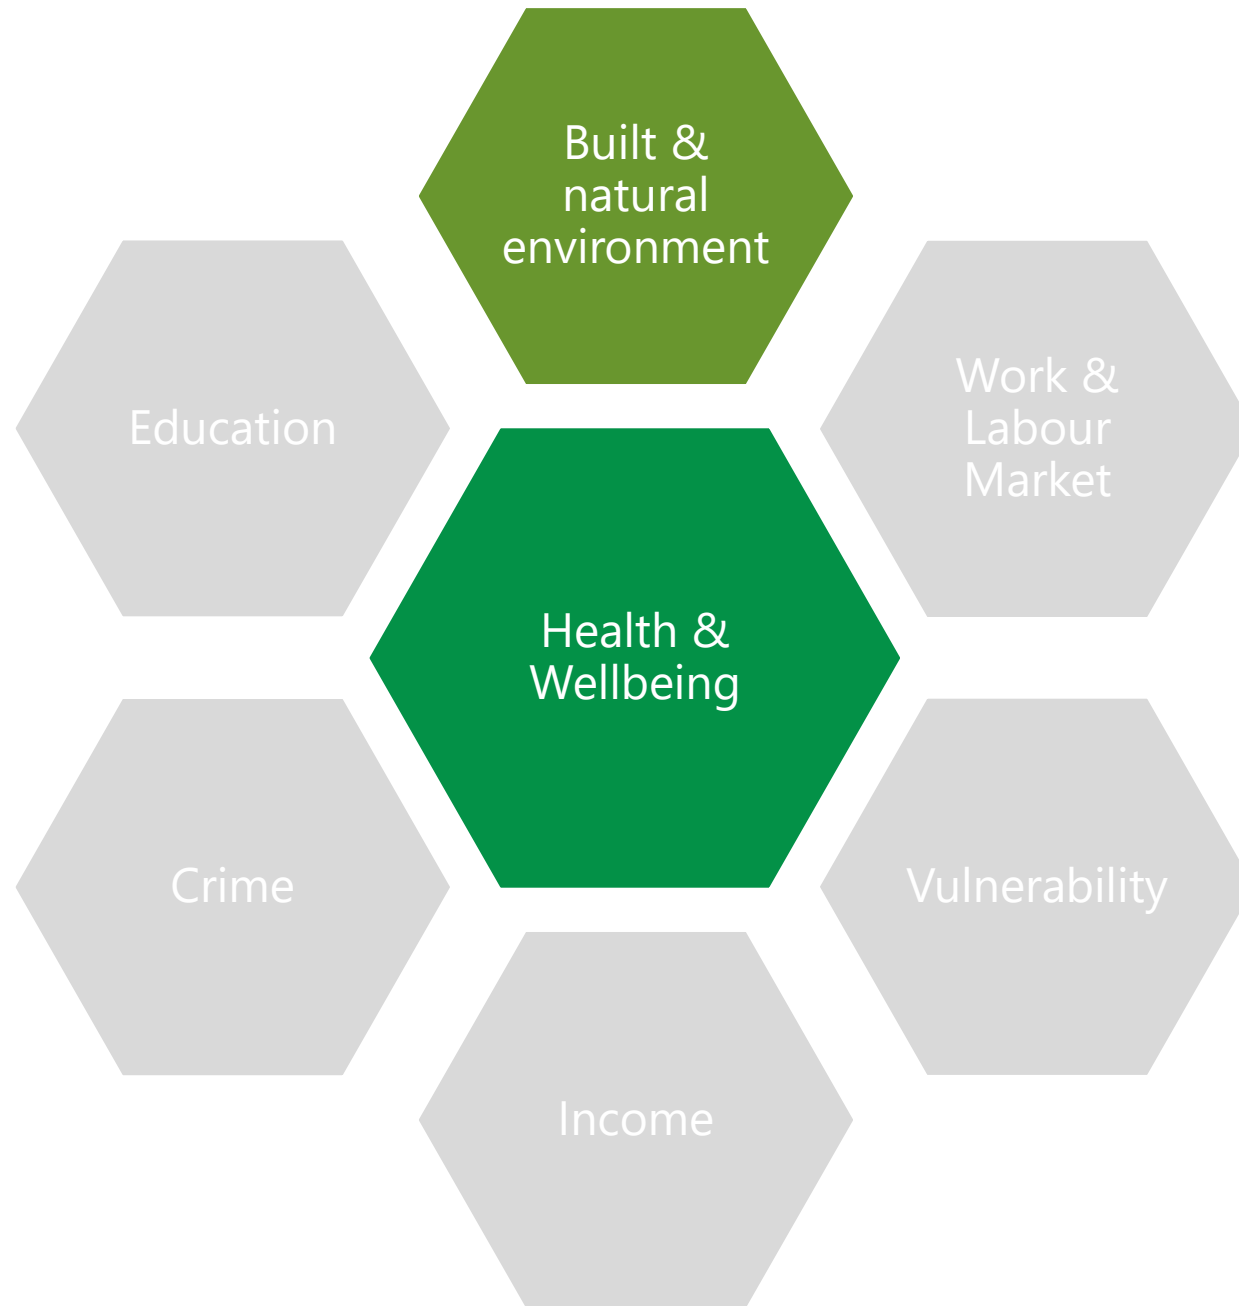 Built &
natural
environment
Education
Work &
Labour
Market
Health &
Wellbeing
Crime
Vulnerability
Income